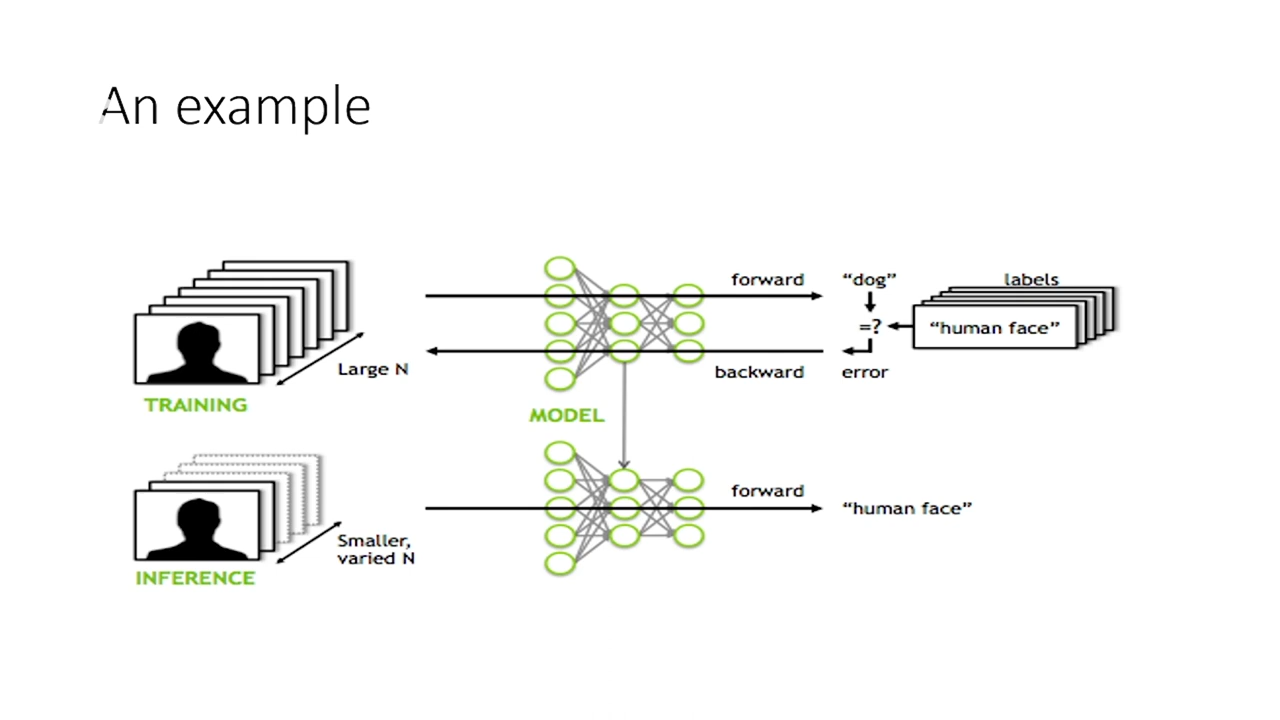 An example
forward
“dog”
labels
=?
“human face”
Large N
backward
error
TRAINING
MODEL
forward
“human face”
Smaller,
varied N
INFERENCE